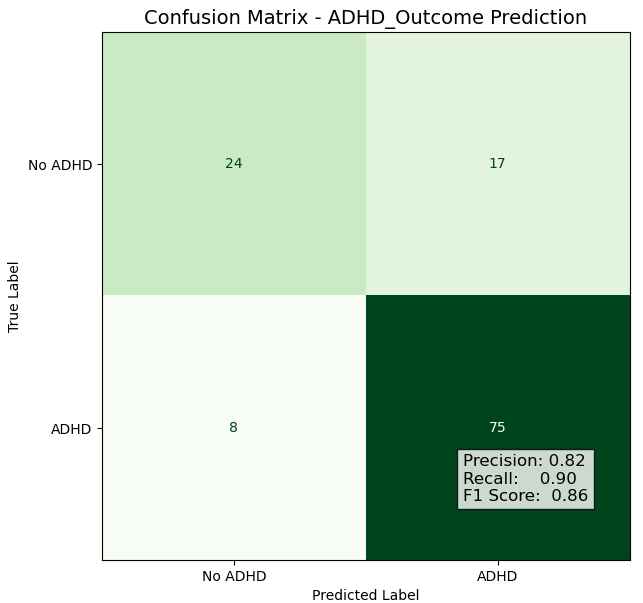 Confusion Matrix - ADHD_Outcome Prediction
No ADHD
24
17
True Label
ADHD
8
75
Precision: 0.82
Recall: 0.90
F1 Score: 0.86
No ADHD
ADHD
Predicted Label